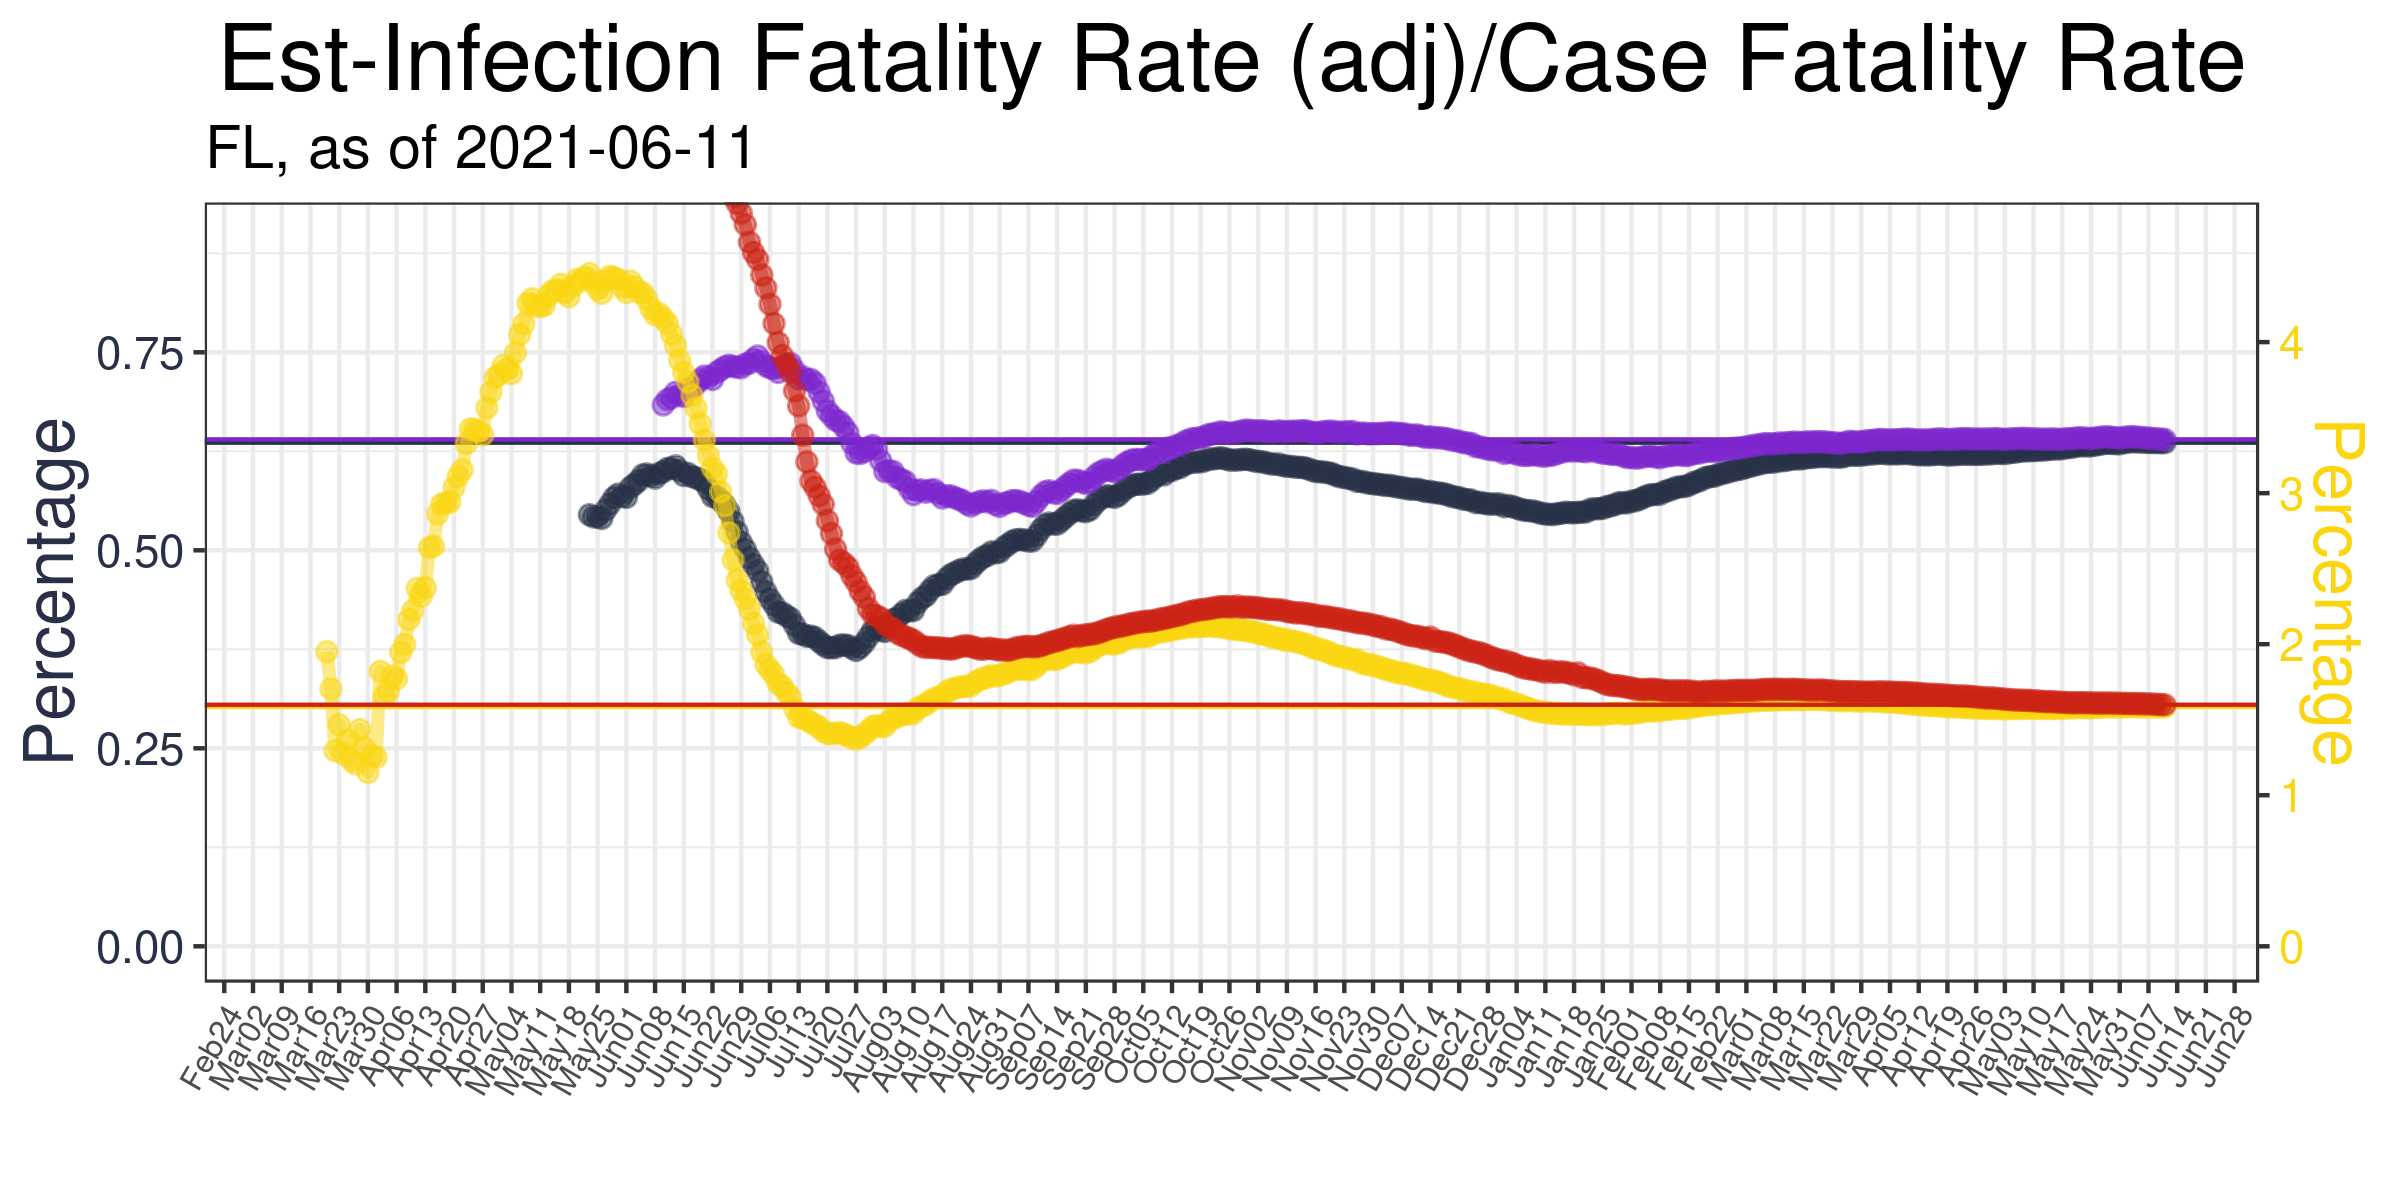 Est-Infection Fatality Rate (adj)/Case Fatality Rate
FL, as of 2021-06-11
Percentage
0.75
0.50
0.25
0.00
4
3
2
1
0
Percentage
Feb24
Mar02
Mar09
Mar16
Mar23
Mar30
Apr06
Apr13
Apr20
Apr27
May04
May11
May18
May25
Jun01
Jun08
Jun15
Jun22
Jun29
Jul06
Jul13
Jul20
Jul27
Aug03
Aug10
Aug17
Aug24
Aug31
Sep07
Sep14
Sep21
Sep28
Oct05
Oct12
Oct19
Oct26
Nov02
Nov09
Nov16
Nov23
Nov30
Dec07
Dec14
Dec21
Dec28
Jan04
Jan11
Jan18
Jan25
Feb01
Feb08
Feb15
Feb22
Mar01
Mar08
Mar15
Mar22
Mar29
Apr05
Apr12
Apr19
Apr26
May03
May10
May17
May24
May31
Jun07
Jun14
Jun21
Jun28